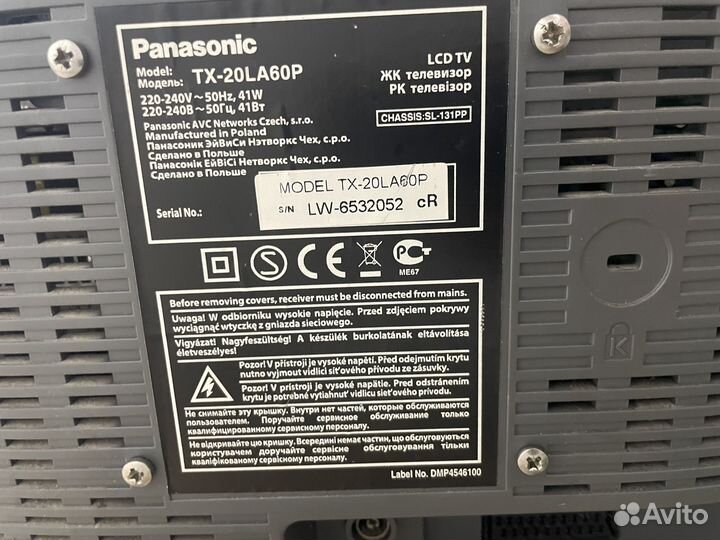 Panasonic
LCD TV
Model:
Модель: TX-20LA60P
ЖК телевизор
РК телевізор
220-240V ~ 50Hz, 41W
220-240В ~ 50Гц, 41Вт
CHASSIS:SL-131PP
Panasonic AVC Networks Czech, s.r.o.
Manufactured in Poland
Панасоник ЭйВиСи Нэтворкс Чех, с.р.о.
Сделано в Польше
Панасонік ЕйВіСі Нетворкс Чех, с.р.о.
Сделано в Польше
MODEL TX-20LA60P
Serial No.:
S/N LW-6532052 cR
S CE PCT
ME67
Before removing covers, receiver must be disconnected from mains.
Uwaga! W odbiorniku wysokie napięcie. Przed zdjęciem pokrywy
wyciągnąć wtyczkę z gniazda sieciowego.
Vigyázat! Nagyfeszültség! A készülék burkolatának eltávolítása
életveszélyes!
Pozor! V přístroji je vysoké napětí. Před odejmutím krytu
nutno vyjmout vidlici síťového přívodu ze zásuvky.
Pozor! V prístroji je vysoké napätie. Pred odstránením
krytu je potrebné vytiahnuť vidlicu sieťového prívodu.
Не снимайте эту крышку. Внутри нет частей, которые обслуживаются
пользователем. Поручайте сервисное обслуживание только
квалифицированному сервисному персоналу.
Не відкривайте цю кришку. Всередині немає частин, що обслуговуються
користувачем доручайте сервісне обслуговування тільки
кваліфікованному сервісному персоналу.
Label No. DMP4546100
K
Avito